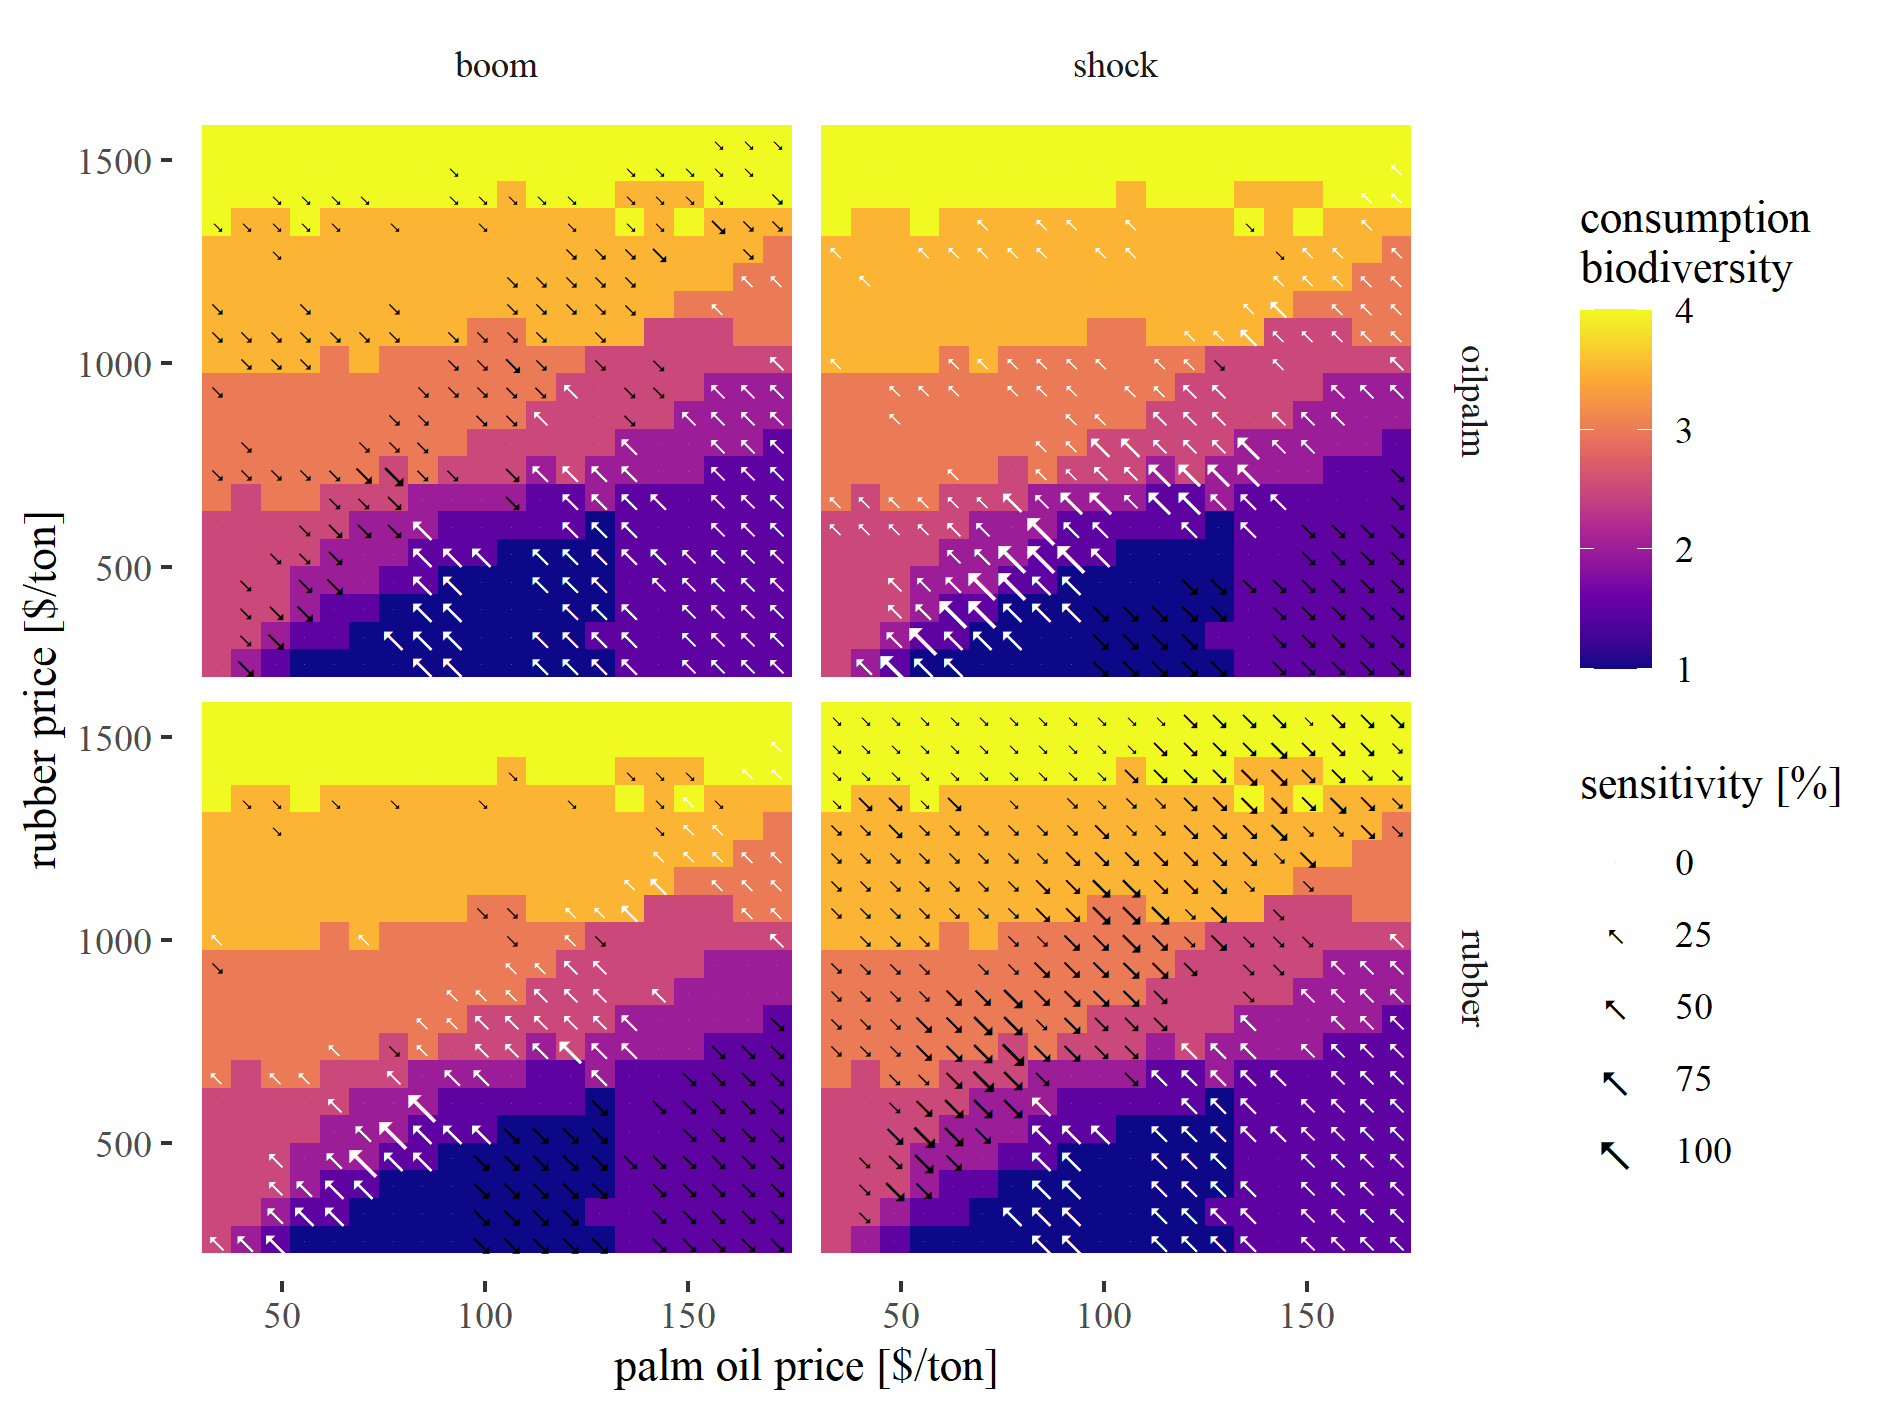 boom
shock
1500
1000
500
1500
1000
500
rubber price [$/ton]
oilpalm
rubber
50
100
150
50
100
150
palm oil price [$/ton]
consumption
biodiversity
4
3
2
1
sensitivity [%]
0
25
50
75
100